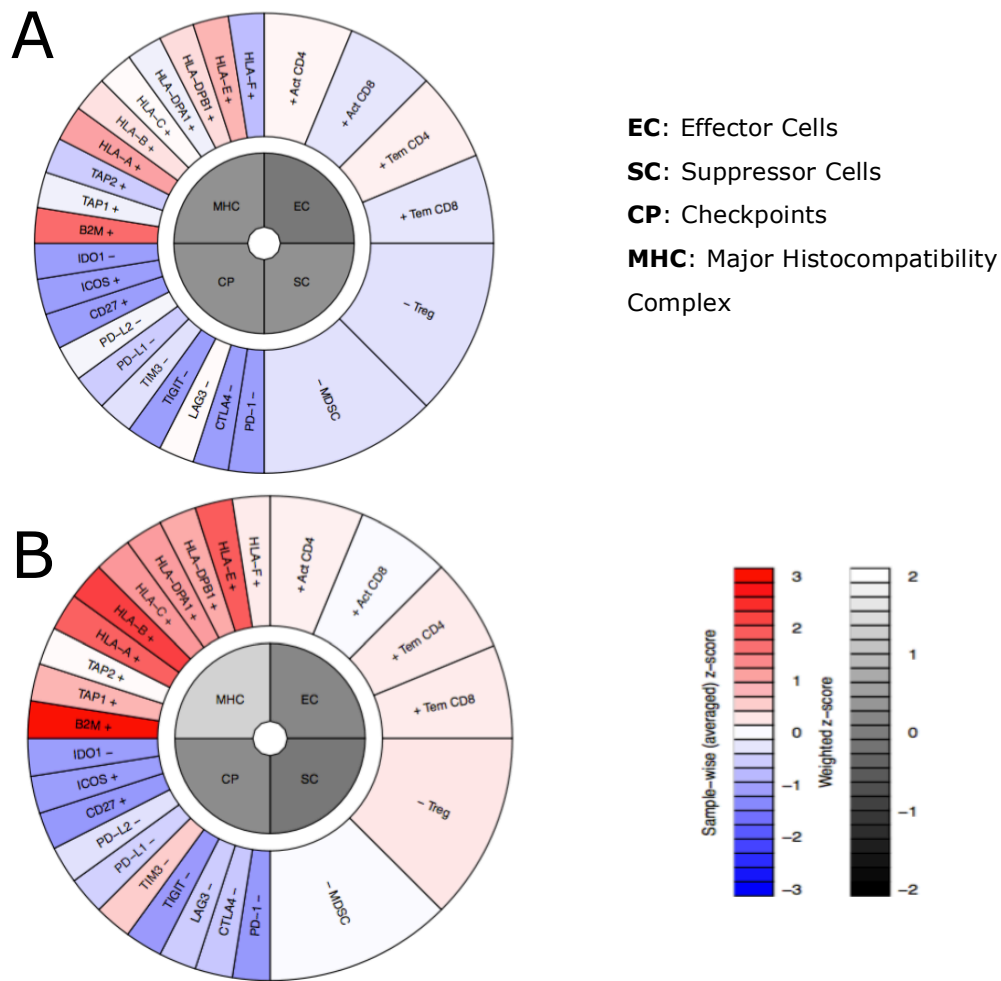 A
HLA-F +
HLA-E +
HLA-DPB1 +
HLA-DPA1 +
HLA-C +
HLA-B +
HLA-A +
TAP2 +
TAP1 +
B2M +
IDO1 −
ICOS +
CD27 +
PD-L2 −
PD-L1 −
TIM3 −
TIGIT −
LAG3 −
CTLA4 −
PD-1 −
+ Act CD4
+ Act CD8
+ Tem CD4
+ Tem CD8
− Treg
− MDSC
MHC
EC
CP
SC
EC: Effector Cells
SC: Suppressor Cells
CP: Checkpoints
MHC: Major Histocompatibility
Complex
B
HLA-F +
HLA-E +
HLA-DPB1 +
HLA-DPA1 +
HLA-C +
HLA-B +
HLA-A +
TAP2 +
TAP1 +
B2M +
IDO1 −
ICOS +
CD27 +
PD-L2 −
PD-L1 −
TIM3 −
TIGIT −
LAG3 −
CTLA4 −
PD-1 −
+ Act CD4
+ Act CD8
+ Tem CD4
+ Tem CD8
− Treg
− MDSC
MHC
EC
CP
SC
Sample-wise (averaged) z-score
3
2
1
0
−1
−2
−3
Weighted z-score
2
1
0
−1
−2